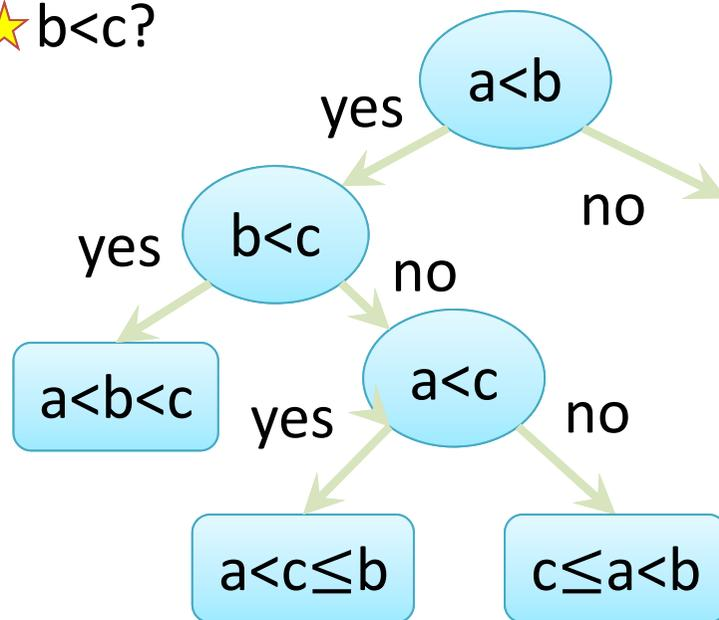 b<c?
a<b
yes
no
b<c
yes
no
a<b<c
a<c
yes
no
a<c≤b
c≤a<b